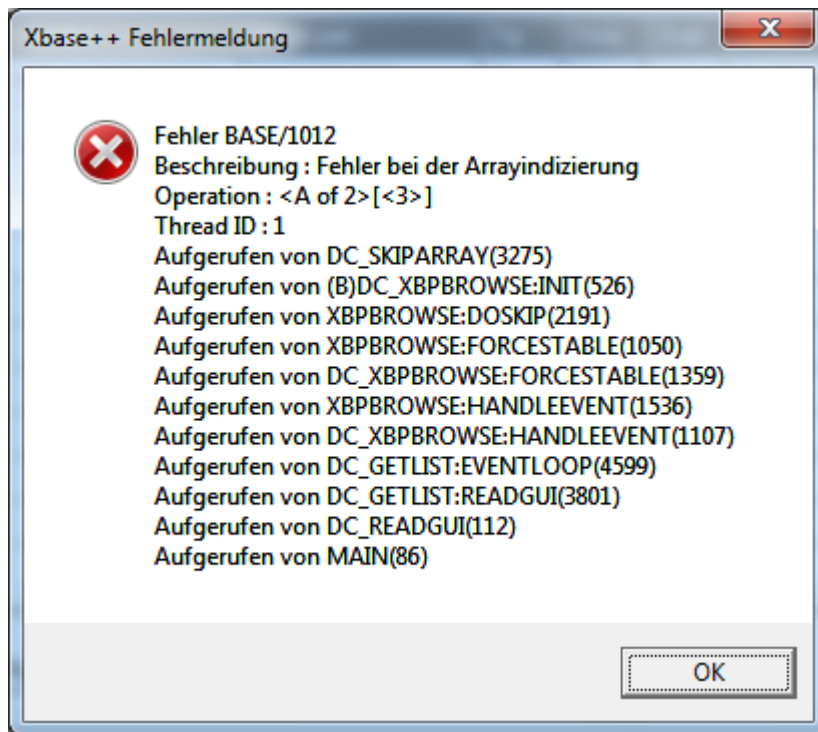 Xbase++ Fehlermeldung
Fehler BASE/1012
Beschreibung : Fehler bei der Arrayindizierung
Operation : <A of 2>[<3>]
Thread ID : 1
Aufgerufen von DC_SKIPARRAY(3275)
Aufgerufen von (B)DC_XBPBROWSE:INIT(526)
Aufgerufen von XBPBROWSE:DOSKIP(2191)
Aufgerufen von XBPBROWSE:FORCESTABLE(1050)
Aufgerufen von DC_XBPBROWSE:FORCESTABLE(1359)
Aufgerufen von XBPBROWSE:HANDLEEVENT(1536)
Aufgerufen von DC_XBPBROWSE:HANDLEEVENT(1107)
Aufgerufen von DC_GETLIST:EVENTLOOP(4599)
Aufgerufen von DC_GETLIST:READGUI(3801)
Aufgerufen von DC_READGUI(112)
Aufgerufen von MAIN(86)
OK